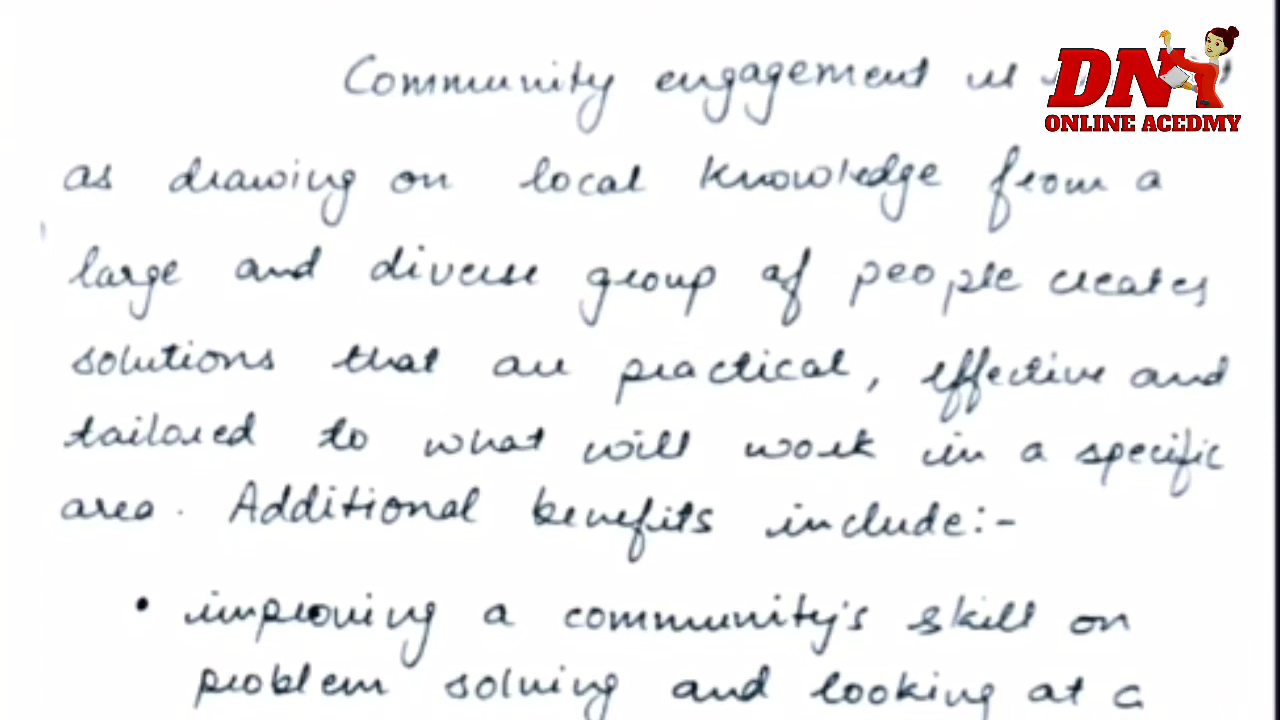 Community engagement is
DNA
ONLINE ACEDMY
as drawing on local knowledge from a
large and diverse group of people creates
solutions that are practical, effective and
tailored to what will work in a specific
area. Additional benefits include:-
• improving a community's skill on
problem solving and looking at a